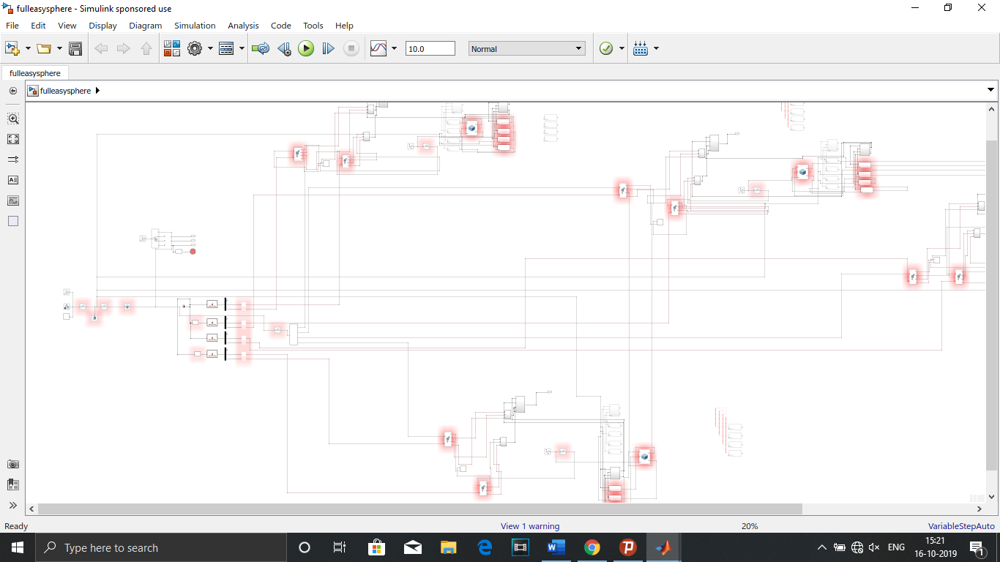 fulleasysphere - Simulink sponsored use
File Edit View Display Diagram Simulation Analysis Code Tools Help
10.0 Normal
fulleasysphere
fulleasysphere
Ready View 1 warning 20% VariableStepAuto
Type here to search
ENG
15:21
16-10-2019
1